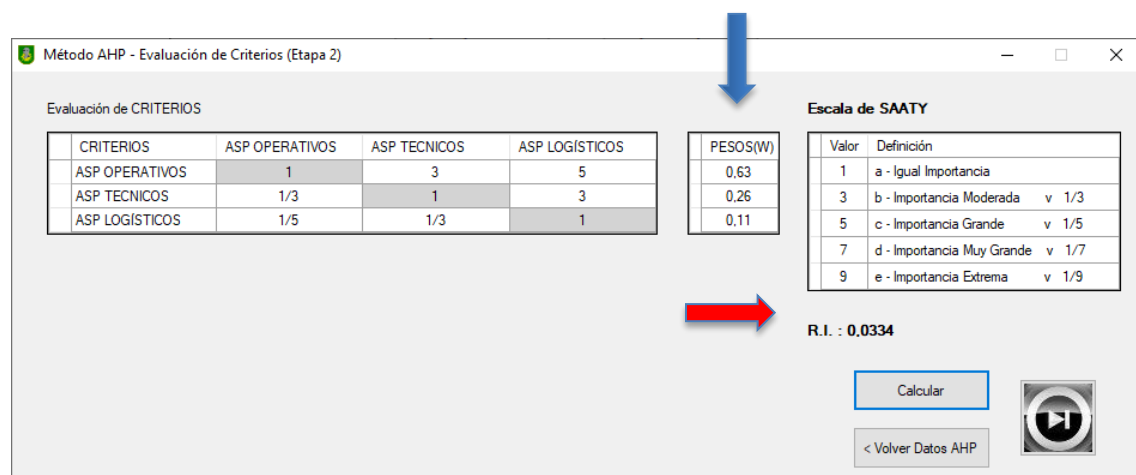 Método AHP - Evaluación de Criterios (Etapa 2)
Evaluación de CRITERIOS
CRITERIOS ASP OPERATIVOS ASP TECNICOS ASP LOGÍSTICOS
ASP OPERATIVOS 1 3 5
ASP TECNICOS 1/3 1 3
ASP LOGÍSTICOS 1/5 1/3 1
PESOS(W)
0,63
0,26
0,11
Escala de SAATY
Valor Definición
1 a - Igual Importancia
3 b - Importancia Moderada v 1/3
5 c - Importancia Grande v 1/5
7 d - Importancia Muy Grande v 1/7
9 e - Importancia Extrema v 1/9
R.I. : 0,0334
Calcular
< Volver Datos AHP